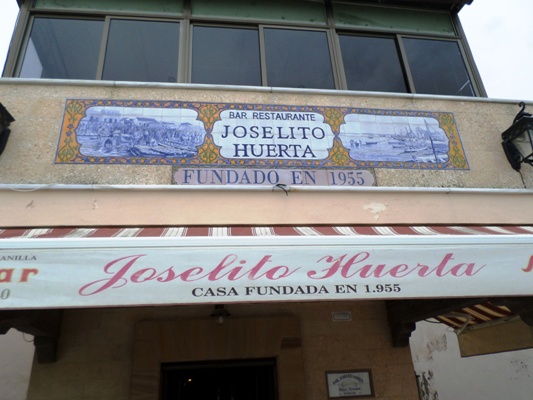 BAR RESTAURANTE
JOSELITO
HUERTA
FUNDADO EN 1955
Joselito Huerta
CASA FUNDADA EN 1.955